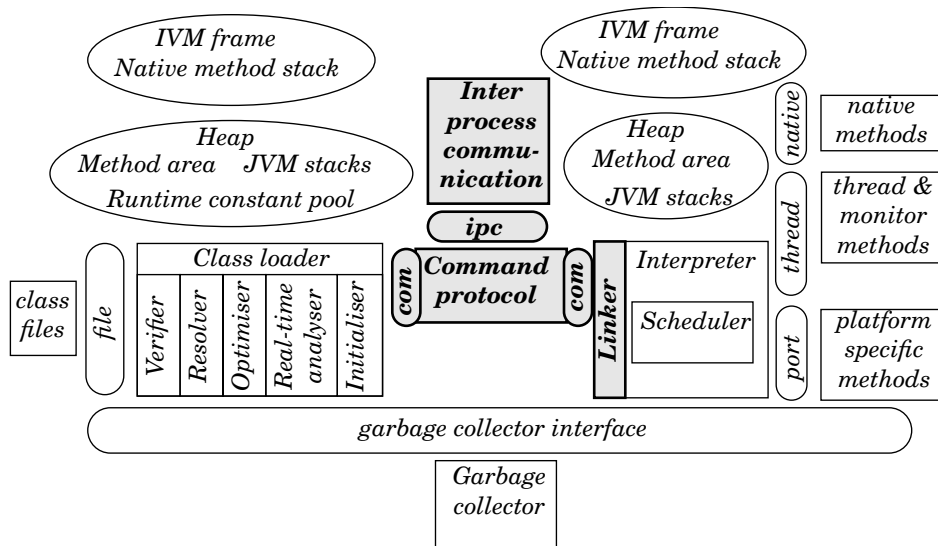 IVM frame
Native method stack
IVM frame
Native method stack
Inter
process
commu-
nication
native
native
methods
Heap
Method area JVM stacks
Runtime constant pool
Heap
Method area
JVM stacks
thread
thread &
monitor
methods
ipc
class
files
file
Class loader
Verifier
Resolver
Optimiser
Real-time
analyser
Initialiser
com
Command
protocol
com
Linker
Interpreter
Scheduler
port
platform
specific
methods
garbage collector interface
Garbage
collector